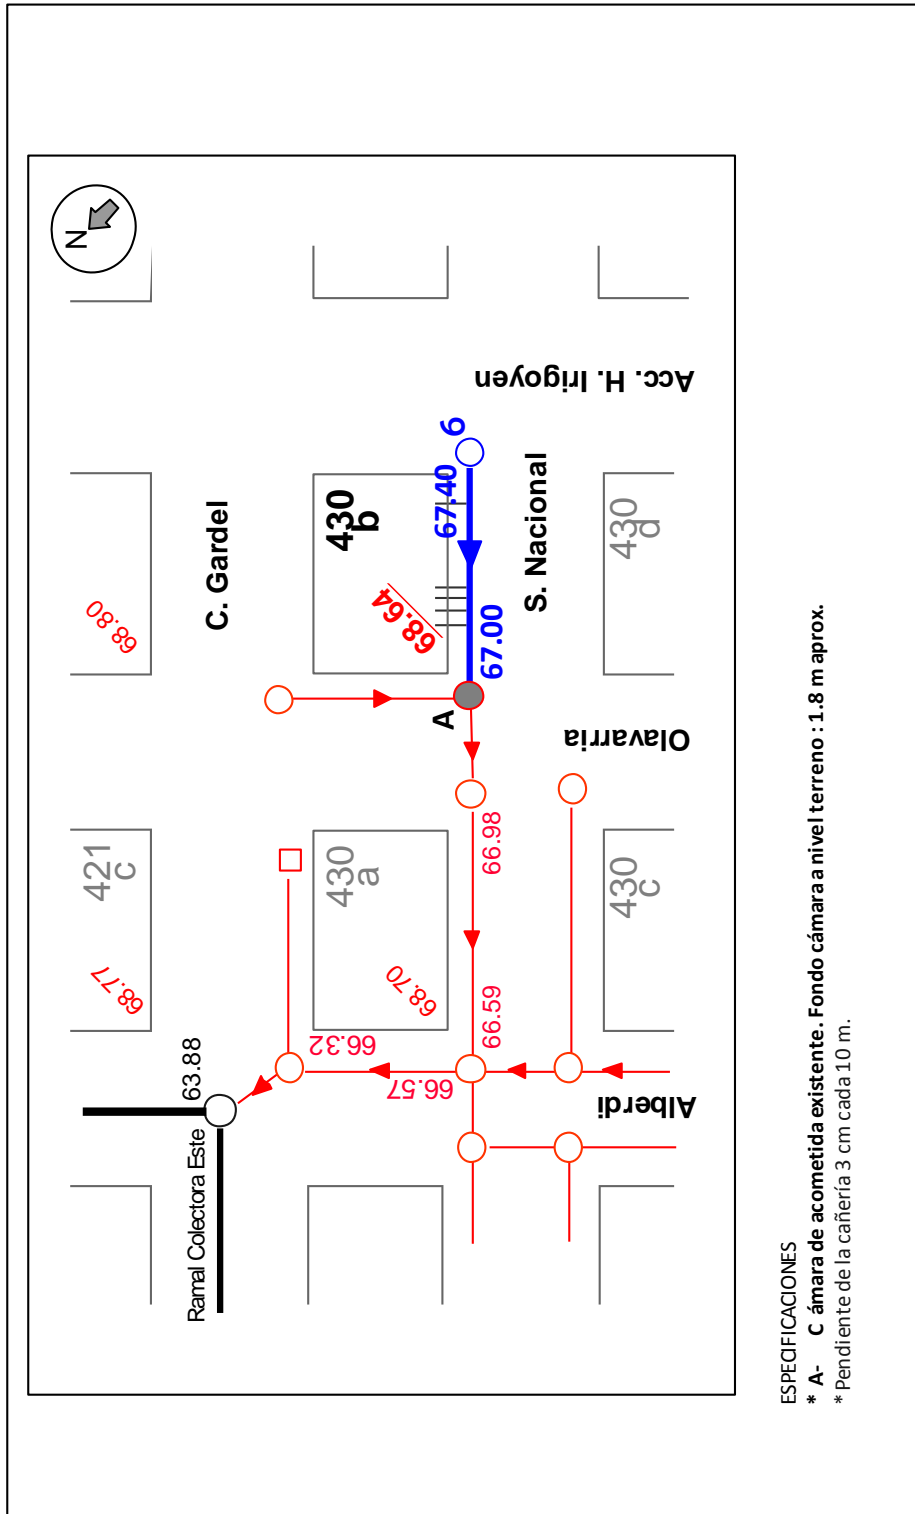 N
Acc. H. Irigoyen
C. Gardel
S. Nacional
Olavarria
Alberdi
430
b
430
d
430
a
430
c
421
c
6
67.40
67.00
68.64
68.80
A
66.98
66.59
68.70
68.77
66.32
66.57
63.88
Ramal Colectora Este
ESPECIFICACIONES
* A- C ámara de acometida existente. Fondo cámara a nivel terreno : 1.8 m aprox.
* Pendiente de la cañería 3 cm cada 10 m.